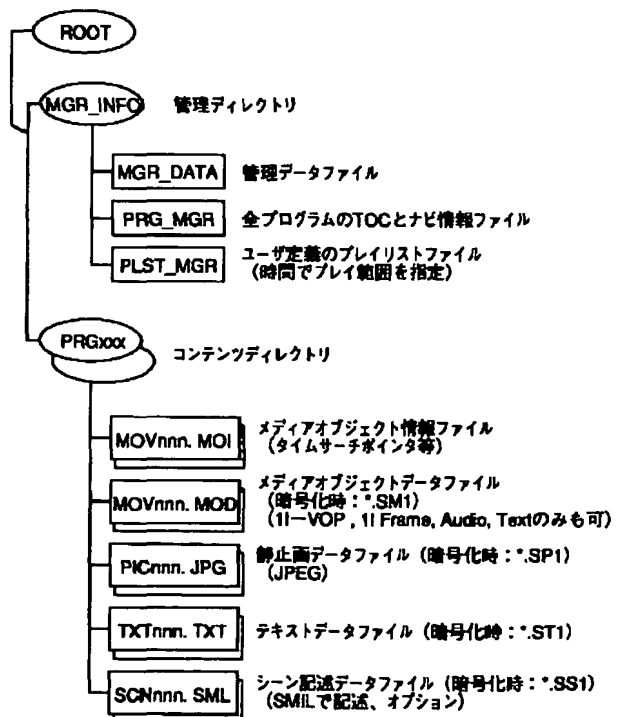 ROOT
MGR_INFO 管理ディレクトリ
MGR_DATA 管理データファイル
PRG_MGR 全プログラムのTOCとナビ情報ファイル
PLST_MGR ユーザ定義のプレイリストファイル
(時間でプレイ範囲を指定)
PRGxxx コンテンツディレクトリ
MOVnnn. MOI メディアオブジェクト情報ファイル
(タイムサーチポインタ等)
MOVnnn. MOD メディアオブジェクトデータファイル
(暗号化時:*.SM1)
(1I-VOP , 1I Frame, Audio, Textのみも可)
PICnnn. JPG 静止画データファイル (暗号化時:*.SP1)
(JPEG)
TXTnnn. TXT テキストデータファイル (暗号化時:*.ST1)
SCNnnn. SML シーン記述データファイル (暗号化時:*.SS1)
(SMILで記述、オプション)